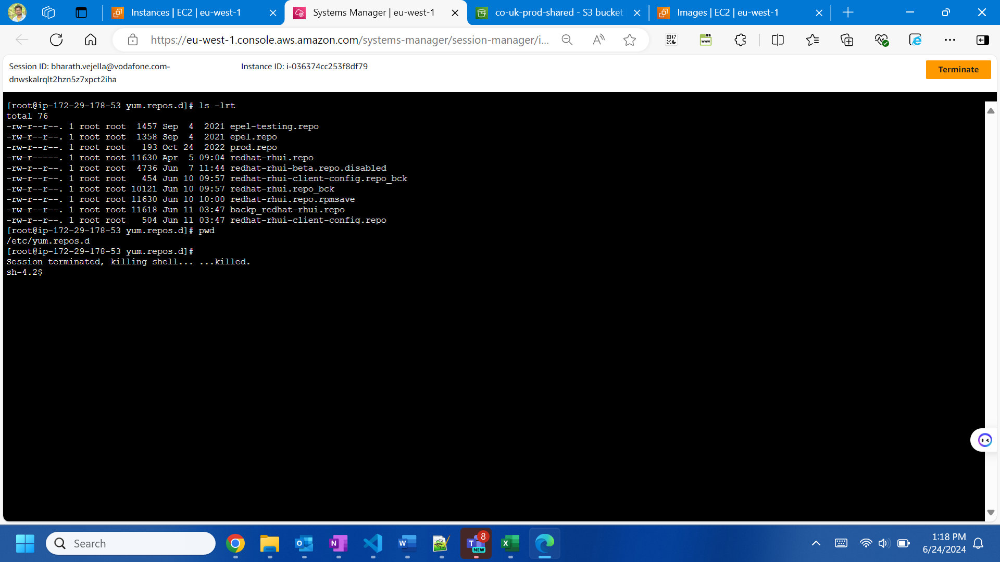 Instances | EC2 | eu-west-1
Systems Manager | eu-west-1
co-uk-prod-shared - S3 bucket
Images | EC2 | eu-west-1
https://eu-west-1.console.aws.amazon.com/systems-manager/session-manager/i...
Session ID: bharath.vejella@vodafone.com-
dnwskalrqlt2hzn5z7xpct2iha
Instance ID: i-036374cc253f8df79
Terminate
[root@ip-172-29-178-53 yum.repos.d]# ls -lrt
total 76
-rw-r--r--. 1 root root  1457 Sep  4  2021 epel-testing.repo
-rw-r--r--. 1 root root  1358 Sep  4  2021 epel.repo
-rw-r--r--. 1 root root   193 Oct 24  2022 prod.repo
-rw-r-----. 1 root root 11630 Apr  5 09:04 redhat-rhui.repo
-rw-r--r--. 1 root root  4736 Jun  7 11:44 redhat-rhui-beta.repo.disabled
-rw-r--r--. 1 root root   454 Jun 10 09:57 redhat-rhui-client-config.repo_bck
-rw-r--r--. 1 root root 10121 Jun 10 09:57 redhat-rhui.repo_bck
-rw-r--r--. 1 root root 11630 Jun 10 10:00 redhat-rhui.repo.rpmsave
-rw-r--r--. 1 root root 11618 Jun 11 03:47 backp_redhat-rhui.repo
-rw-r--r--. 1 root root   504 Jun 11 03:47 redhat-rhui-client-config.repo
[root@ip-172-29-178-53 yum.repos.d]# pwd
/etc/yum.repos.d
[root@ip-172-29-178-53 yum.repos.d]#
Session terminated, killing shell... ...killed.
sh-4.2$
Search
8
NEW
1:18 PM
6/24/2024